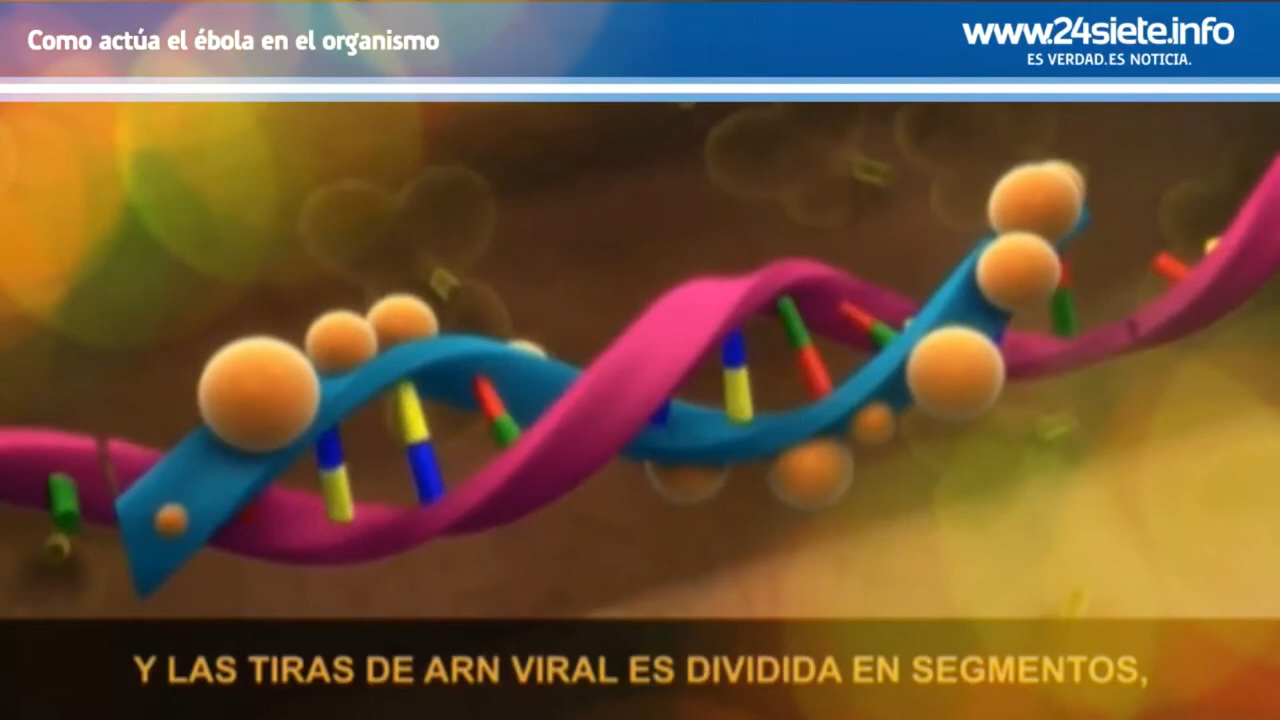 Como actúa el ébola en el organismo
www.24siete.info
ES VERDAD.ES NOTICIA.
Y LAS TIRAS DE ARN VIRAL ES DIVIDIDA EN SEGMENTOS,